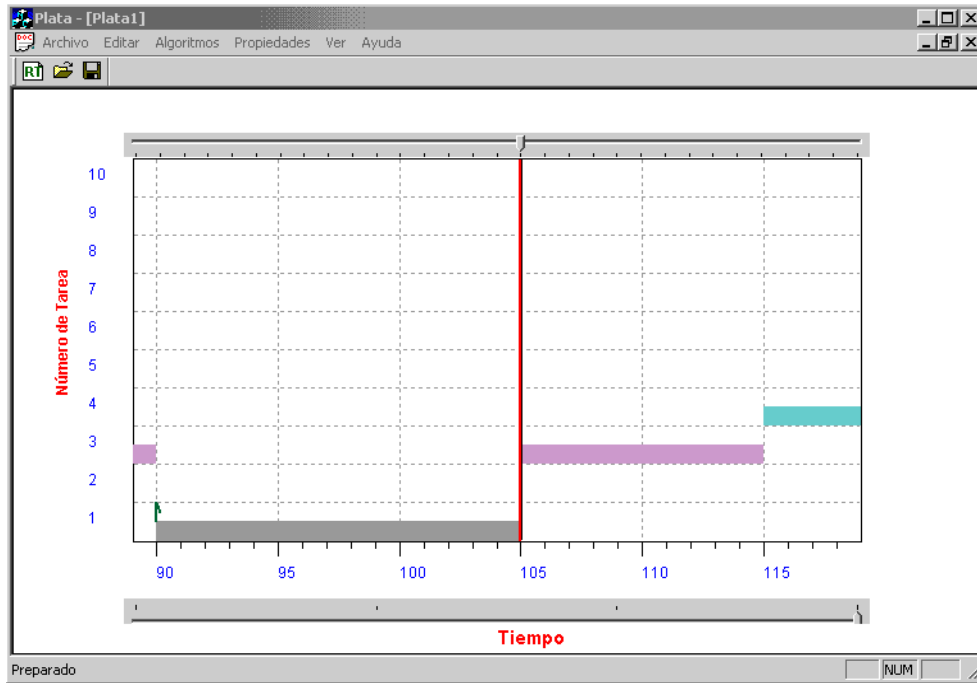 Plata - [Plata1]
DOC Archivo Editar Algoritmos Propiedades Ver Ayuda
RT
10
9
8
7
6
5
4
3
2
1
Número de Tarea
90 95 100 105 110 115
Tiempo
Preparado NUM